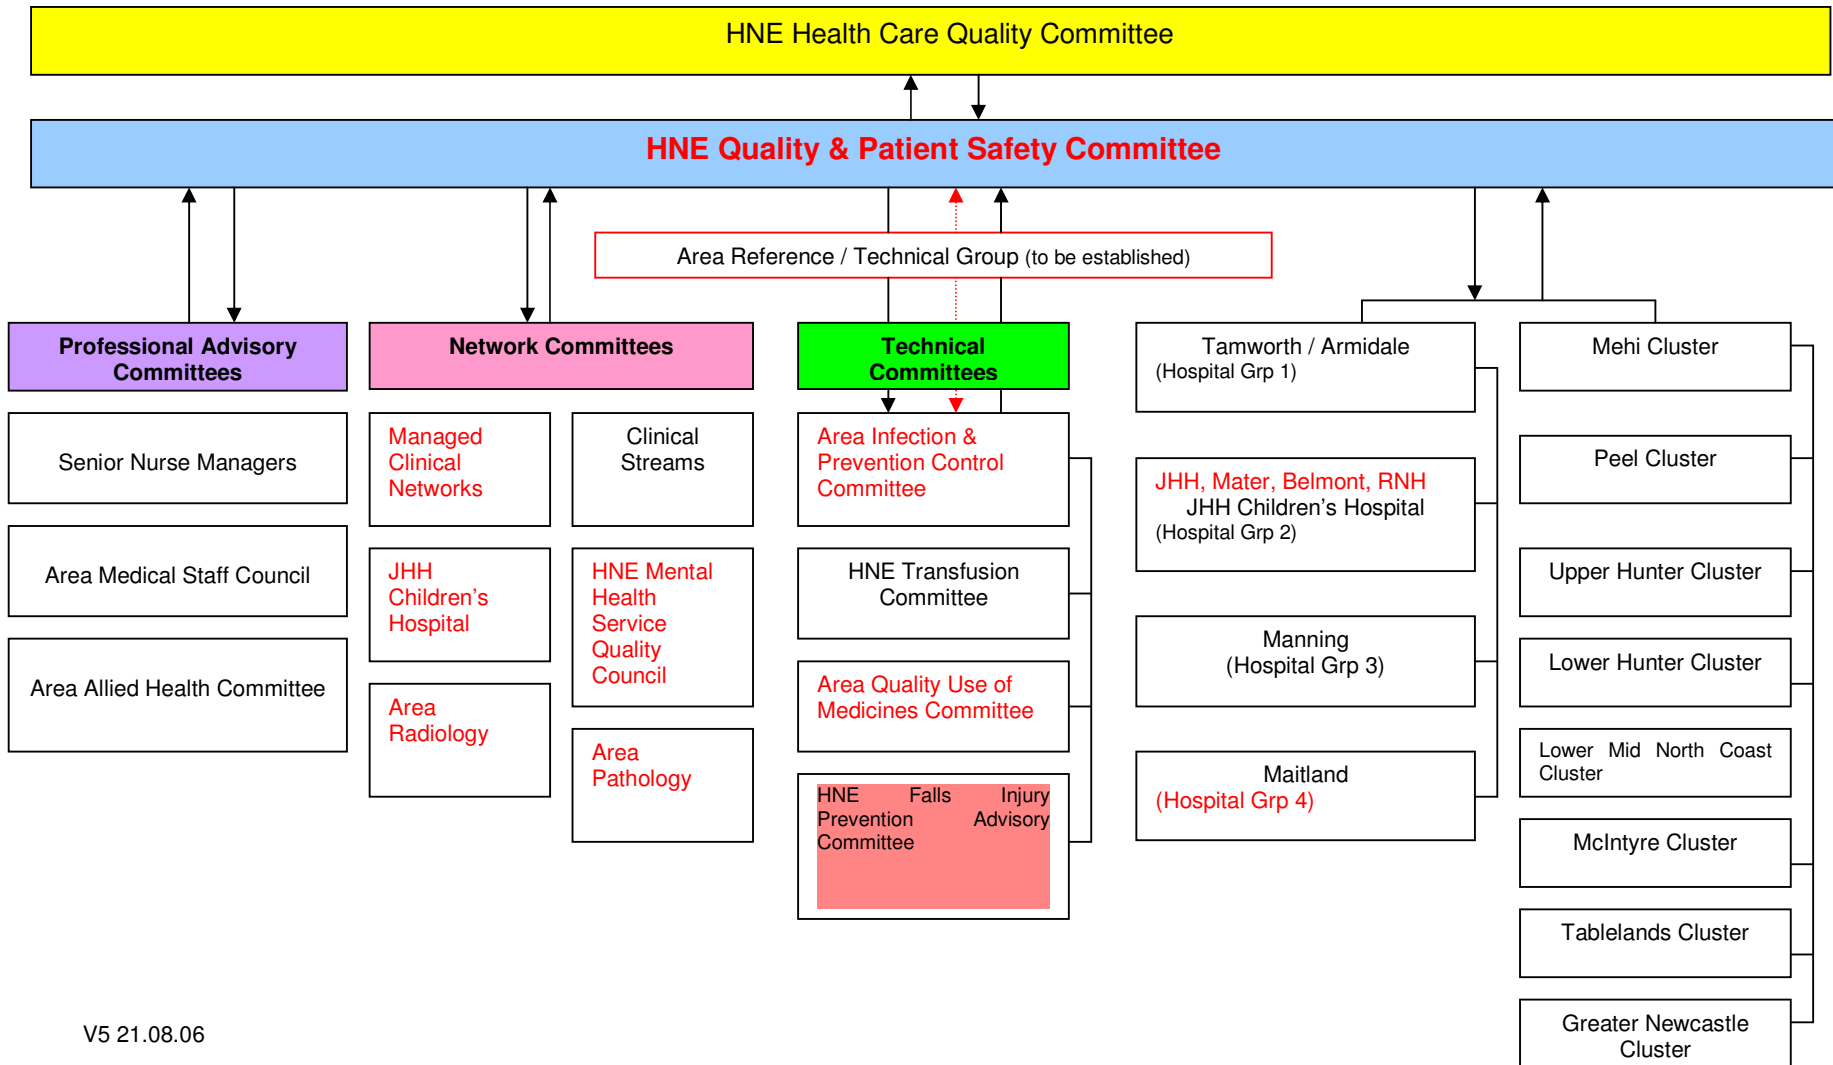 HNE Health Care Quality Committee
HNE Quality & Patient Safety Committee
Area Reference / Technical Group (to be established)
Professional Advisory
Committees
Senior Nurse Managers
Area Medical Staff Council
Area Allied Health Committee
Network Committees
Managed
Clinical
Networks
Clinical
Streams
JHH
Children's
Hospital
HNE Mental
Health
Service
Quality
Council
Area
Radiology
Area
Pathology
Technical
Committees
Area Infection &
Prevention Control
Committee
HNE Transfusion
Committee
Area Quality Use of
Medicines Committee
HNE Falls Injury
Prevention Advisory
Committee
Tamworth / Armidale
(Hospital Grp 1)
JHH, Mater, Belmont, RNH
JHH Children's Hospital
(Hospital Grp 2)
Manning
(Hospital Grp 3)
Maitland
(Hospital Grp 4)
Mehi Cluster
Peel Cluster
Upper Hunter Cluster
Lower Hunter Cluster
Lower Mid North Coast
Cluster
McIntyre Cluster
Tablelands Cluster
Greater Newcastle
Cluster
V5 21.08.06